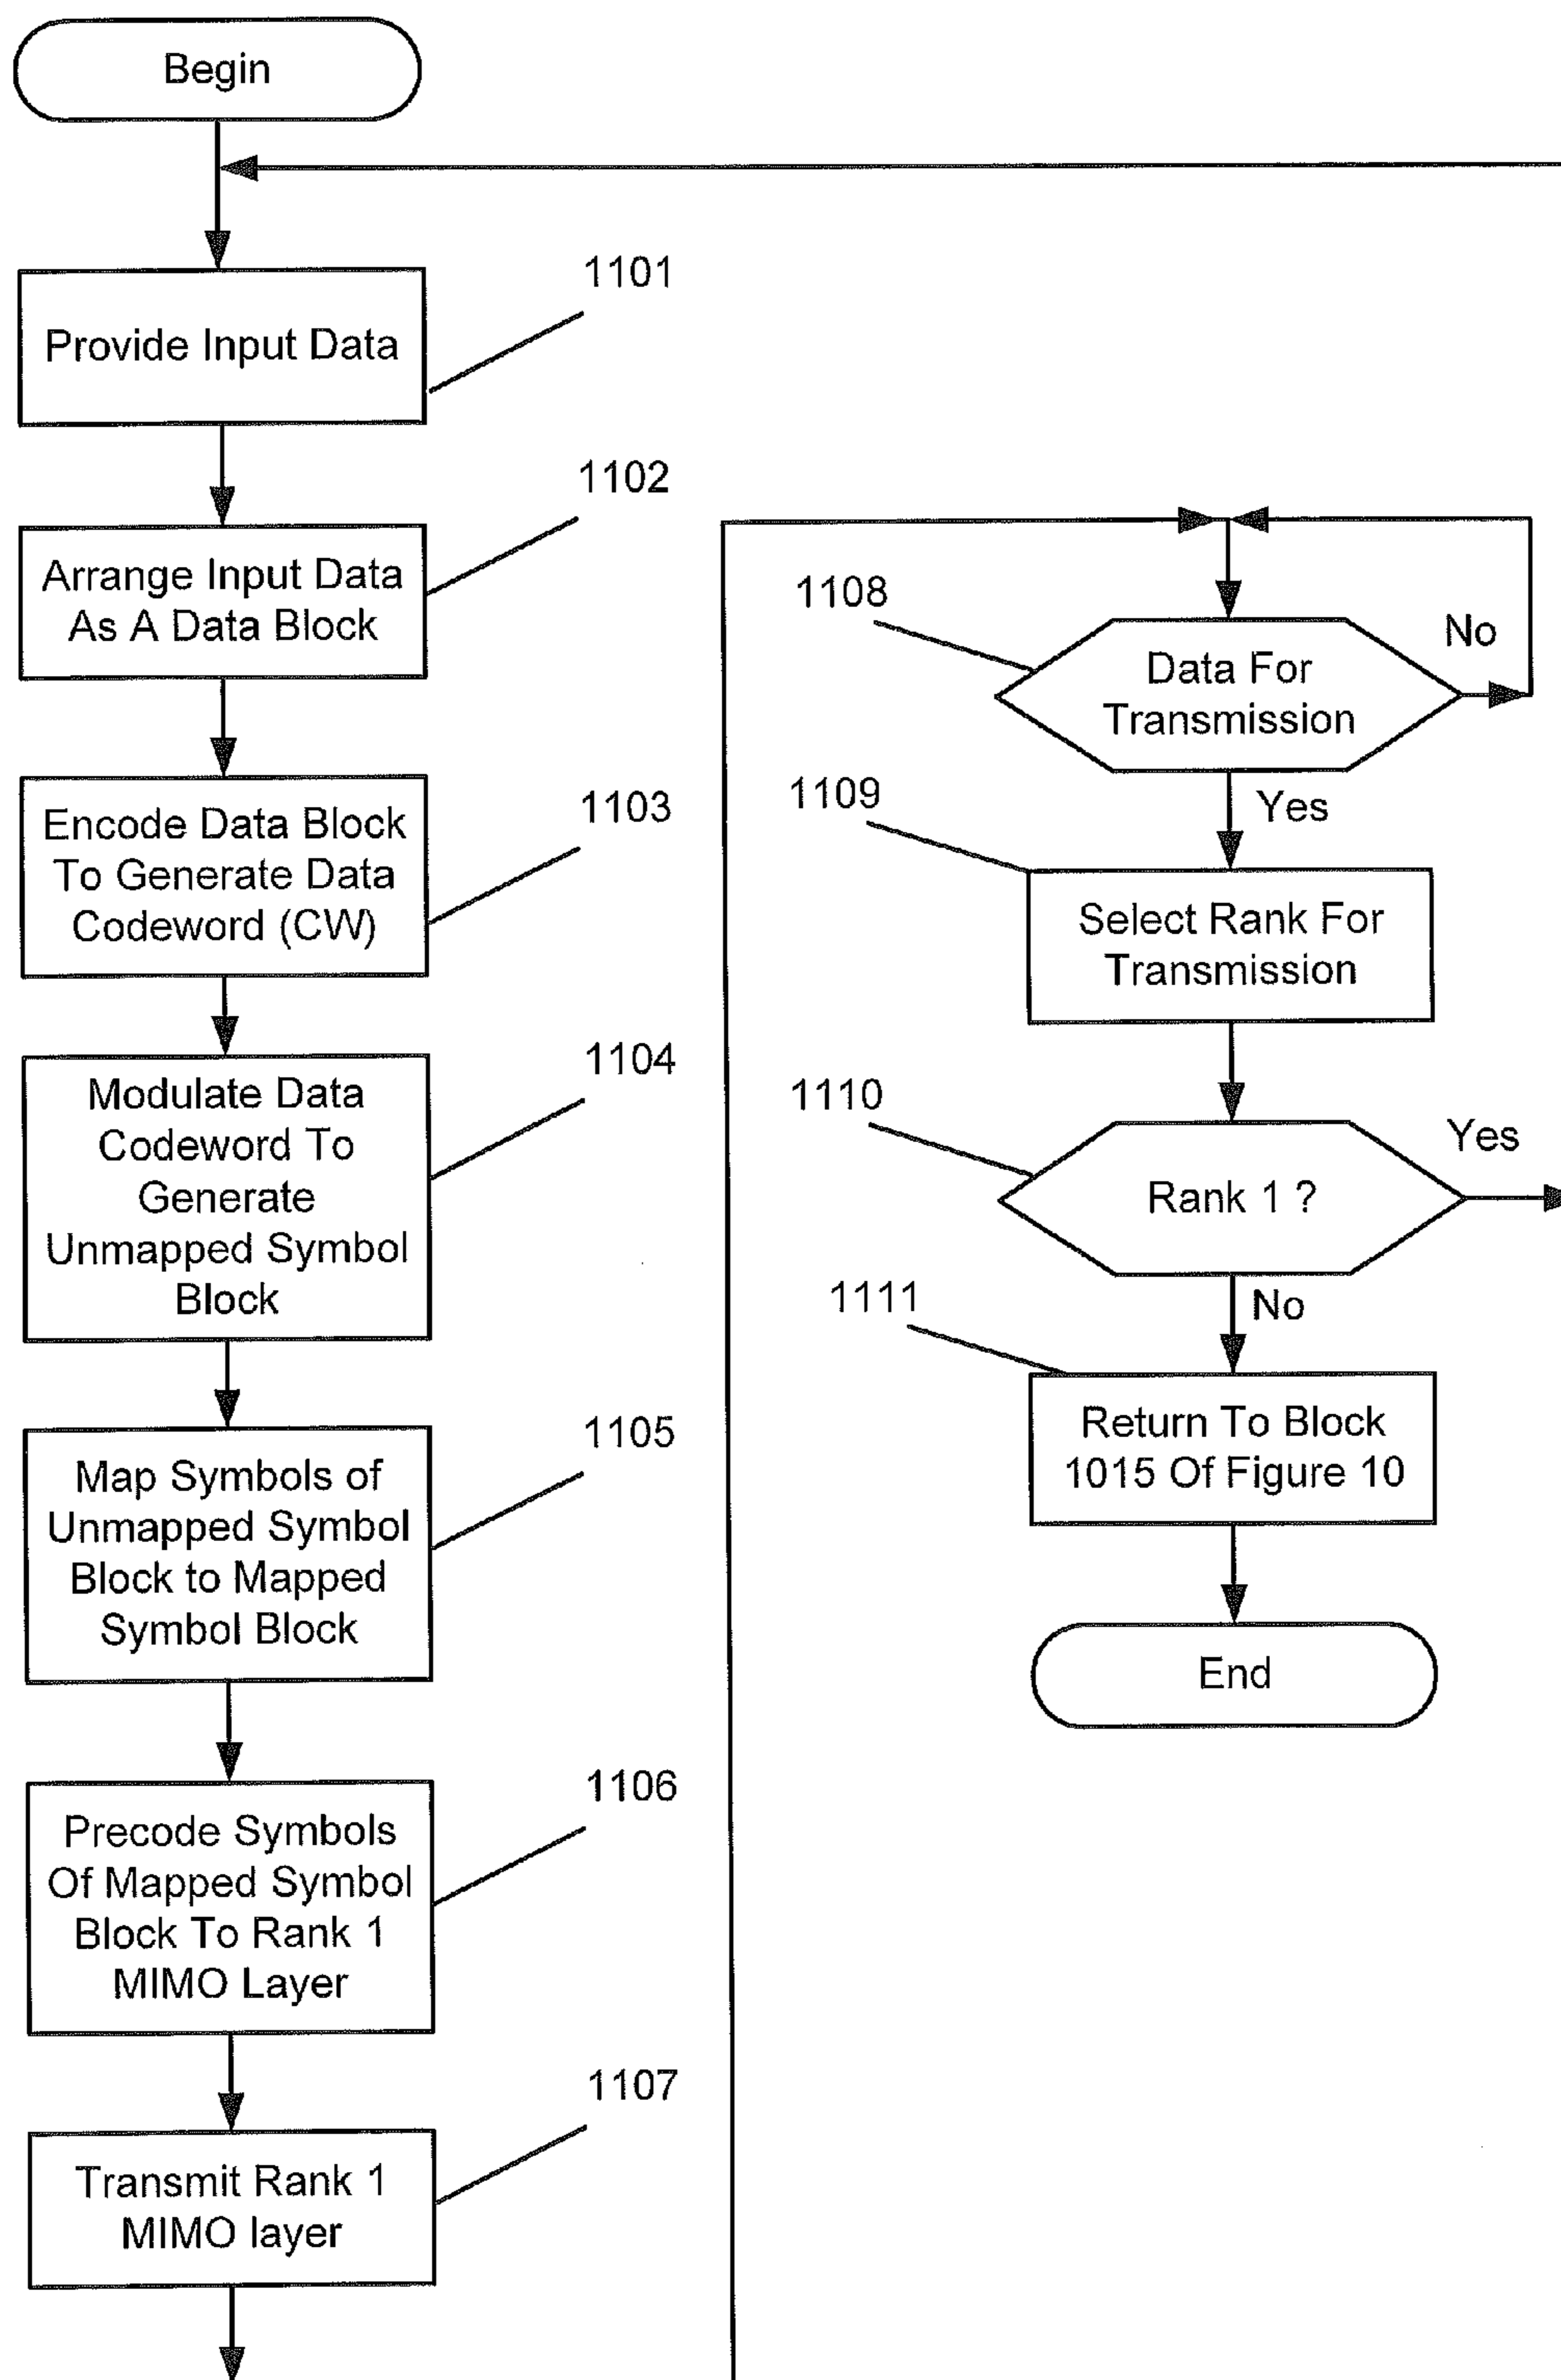 Begin
1101
Provide Input Data
1102
Arrange Input Data
As A Data Block
1103
Encode Data Block
To Generate Data
Codeword (CW)
1104
Modulate Data
Codeword To
Generate
Unmapped Symbol
Block
1105
Map Symbols of
Unmapped Symbol
Block to Mapped
Symbol Block
1106
Precode Symbols
Of Mapped Symbol
Block To Rank 1
MIMO Layer
1107
Transmit Rank 1
MIMO layer
1108
No
Data For
Transmission
1109
Yes
Select Rank For
Transmission
1110
Yes
Rank 1 ?
1111
No
Return To Block
1015 Of Figure 10
End